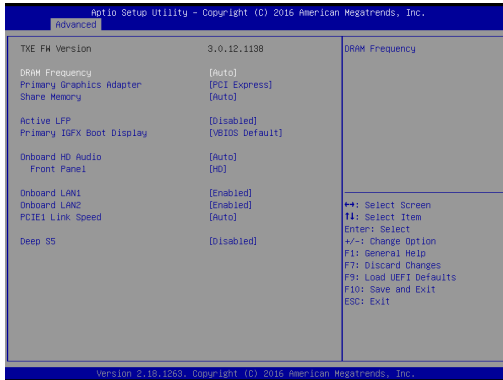 Aptio Setup Utility – Copyright (C) 2016 American Megatrends, Inc.
Advanced
TXE FW Version 3.0.12.1138
DRAM Frequency [Auto]
Primary Graphics Adapter [PCI Express]
Share Memory [Auto]
Active LFP [Disabled]
Primary IGFX Boot Display [VBIOS Default]
Onboard HD Audio [Auto]
Front Panel [HD]
Onboard LAN1 [Enabled]
Onboard LAN2 [Enabled]
PCIE1 Link Speed [Auto]
Deep S5 [Disabled]
DRAM Frequency
↔: Select Screen
↑↓: Select Item
Enter: Select
+/-: Change Option
F1: General Help
F7: Discard Changes
F9: Load UEFI Defaults
F10: Save and Exit
ESC: Exit
Version 2.18.1263. Copyright (C) 2016 American Megatrends, Inc.